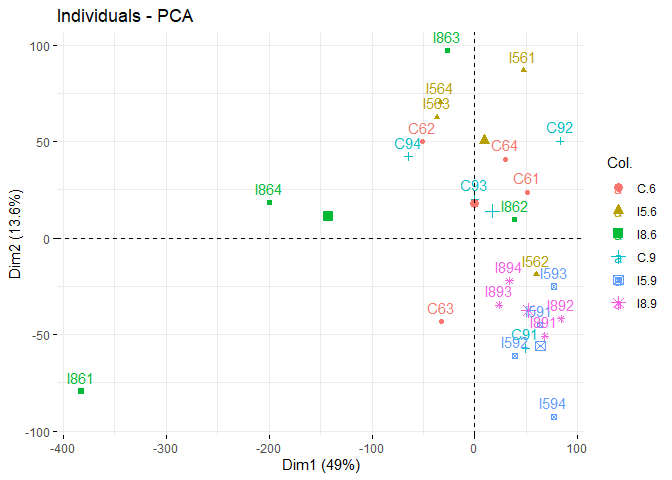 Individuals - PCA
100
50
0
-50
-100
Dim2 (13.6%)
I863
I561
I564
I563
C62
C94
C64
C92
C93
C61
I864
I862
I562
I894
I593
I893
I892
C63
I591
I891
C91
I592
I861
I594
-400
-300
-200
-100
0
100
Dim1 (49%)
Col.
a C.6
a I5.6
a I8.6
a C.9
a I5.9
a I8.9